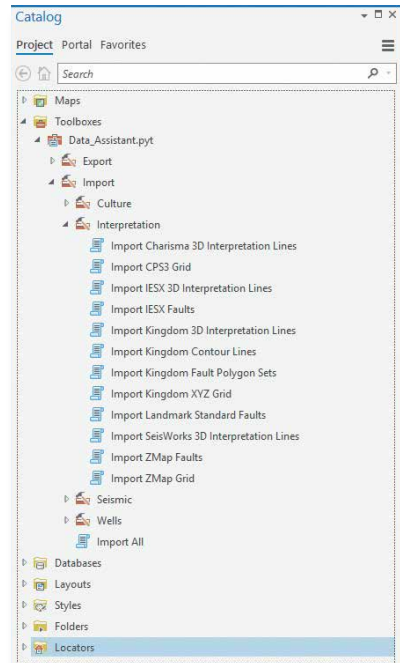 Catalog
Project Portal Favorites
Search
Maps
Toolboxes
Data_Assistant.pyt
Export
Import
Culture
Interpretation
Import Charisma 3D Interpretation Lines
Import CPS3 Grid
Import IESX 3D Interpretation Lines
Import IESX Faults
Import Kingdom 3D Interpretation Lines
Import Kingdom Contour Lines
Import Kingdom Fault Polygon Sets
Import Kingdom XYZ Grid
Import Landmark Standard Faults
Import SeisWorks 3D Interpretation Lines
Import ZMap Faults
Import ZMap Grid
Seismic
Wells
Import All
Databases
Layouts
Styles
Folders
Locators